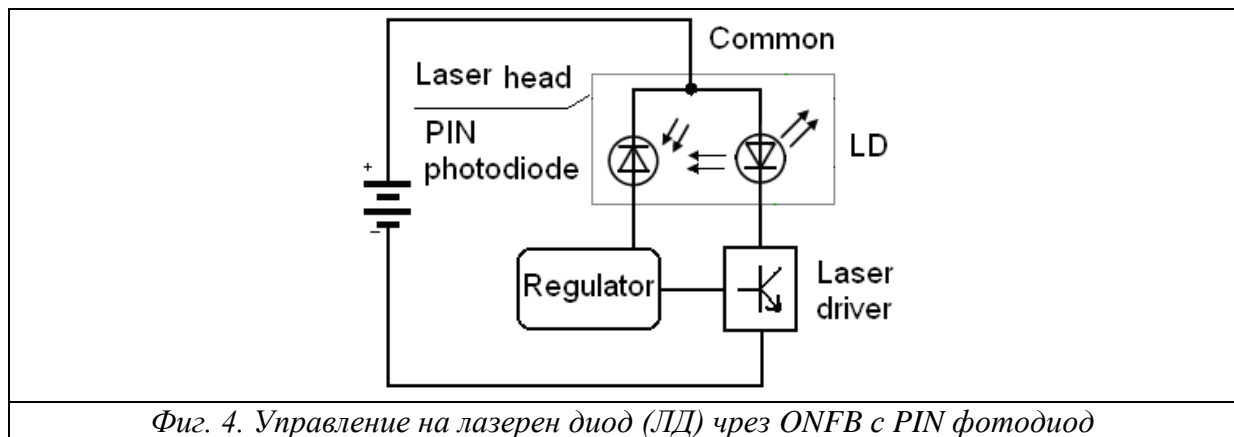 Common
Laser head
PIN
photodiode
LD
+
−
Regulator
Laser
driver
Фиг. 4. Управление на лазерен диод (ЛД) чрез ONFB с PIN фотодиод